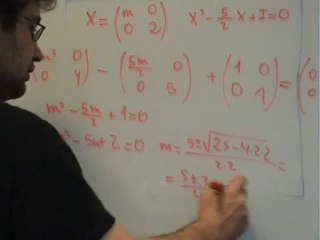 X = (m 0
0 2) X² - 5/2 X + I = 0
0
0 4) - (5m/2 0
0 5) + (1 0
0 1) = (0
0
m² - 5m/2 + 1 = 0
m² - 5m + 2 = 0 m = 5±√25-4·2·2 / 2·2 =
= 5±